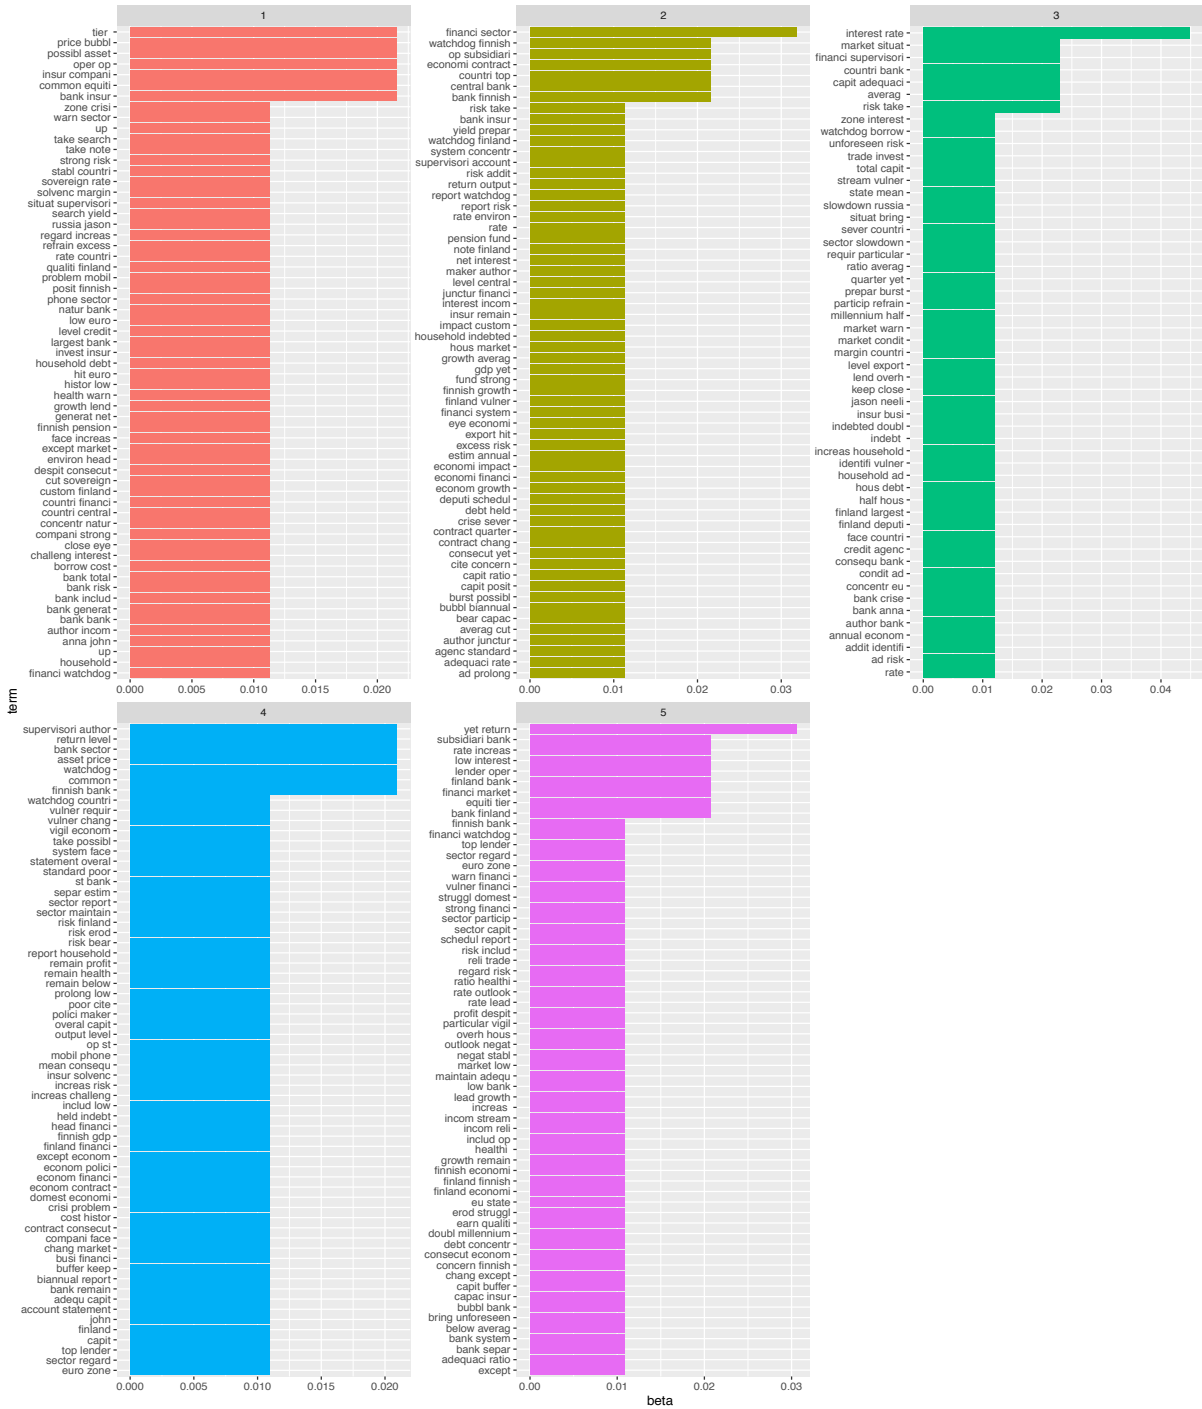 1
tier
price bubbl
possibl asset
oper op
insur compani
common equiti
bank insur
zone crisi
warn sector
up
take search
take note
strong risk
stabl countri
sovereign rate
solvenc margin
situat supervisori
search yield
russia jason
regard increas
refrain excess
rate countri
qualiti finland
problem mobil
posit finnish
phone sector
natur bank
low euro
level credit
largest bank
invest insur
household debt
hit euro
histor low
health warn
growth lend
generat net
finnish pension
face increas
except market
environ head
despit consecut
cut sovereign
custom finland
countri financi
countri central
concentr natur
compani strong
close eye
challeng interest
borrow cost
bank total
bank risk
bank includ
bank generat
bank bank
author incom
anna john
up
household
financi watchdog
0.000 0.005 0.010 0.015 0.020
2
financi sector
watchdog finnish
op subsidiari
economi contract
countri top
central bank
bank finnish
risk take
bank insur
yield prepar
watchdog finland
system concentr
supervisori account
risk addit
return output
report watchdog
report risk
rate environ
rate
pension fund
note finland
net interest
maker author
level central
junctur financi
interest incom
insur remain
impact custom
household indebted
hous market
growth averag
gdp yet
fund strong
finnish growth
finland vulner
financi system
eye economi
export hit
excess risk
estim annual
economi impact
economi financi
econom growth
deputi schedul
debt held
crise sever
contract quarter
contract chang
consecut yet
cite concern
capit ratio
capit posit
burst possibl
bubbl biannual
bear capac
averag cut
author junctur
agenc standard
adequaci rate
ad prolong
0.00 0.01 0.02 0.03
3
interest rate
market situat
financi supervisori
countri bank
capit adequaci
averag
risk take
zone interest
watchdog borrow
unforeseen risk
trade invest
total capit
stream vulner
state mean
slowdown russia
situat bring
sever countri
sector slowdown
requir particular
ratio averag
quarter yet
prepar burst
particip refrain
millennium half
market warn
market condit
margin countri
level export
lend overh
keep close
jason neeli
insur busi
indebted doubl
indebt
increas household
identifi vulner
household ad
hous debt
half hous
finland largest
finland deputi
face countri
credit agenc
consequ bank
condit ad
concentr eu
bank crise
bank anna
author bank
annual econom
addit identifi
ad risk
rate
0.00 0.01 0.02 0.03 0.04
term
4
supervisori author
return level
bank sector
asset price
watchdog
common
finnish bank
watchdog countri
vulner requir
vulner chang
vigil econom
take possibl
system face
statement overal
standard poor
st bank
separ estim
sector report
sector maintain
risk finland
risk erod
risk bear
report household
remain profit
remain health
remain below
prolong low
poor cite
polici maker
overal capit
output level
op st
mobil phone
mean consequ
insur solvenc
increas risk
increas challeng
includ low
held indebt
head financi
finnish gdp
finland financi
except econom
econom polici
econom financi
econom contract
domest economi
crisi problem
cost histor
contract consecut
compani face
chang market
busi financi
buffer keep
biannual report
bank remain
adequ capit
account statement
john
finland
capit
top lender
sector regard
euro zone
0.000 0.005 0.010 0.015 0.020
5
yet return
subsidiari bank
rate increas
low interest
lender oper
finland bank
financi market
equiti tier
bank finland
finnish bank
financi watchdog
top lender
sector regard
euro zone
warn financi
vulner financi
struggl domest
strong financi
sector particip
sector capit
schedul report
risk includ
reli trade
regard risk
ratio healthi
rate outlook
rate lead
profit despit
particular vigil
overh hous
outlook negat
negat stabl
market low
maintain adequ
low bank
lead growth
increas
incom stream
incom reli
includ op
healthi
growth remain
finnish economi
finland finnish
finland economi
eu state
erod struggl
earn qualiti
doubl millennium
debt concentr
consecut econom
concern finnish
chang except
capit buffer
capac insur
bubbl bank
bring unforeseen
below averag
bank system
bank separ
adequaci ratio
except
0.00 0.01 0.02 0.03
beta